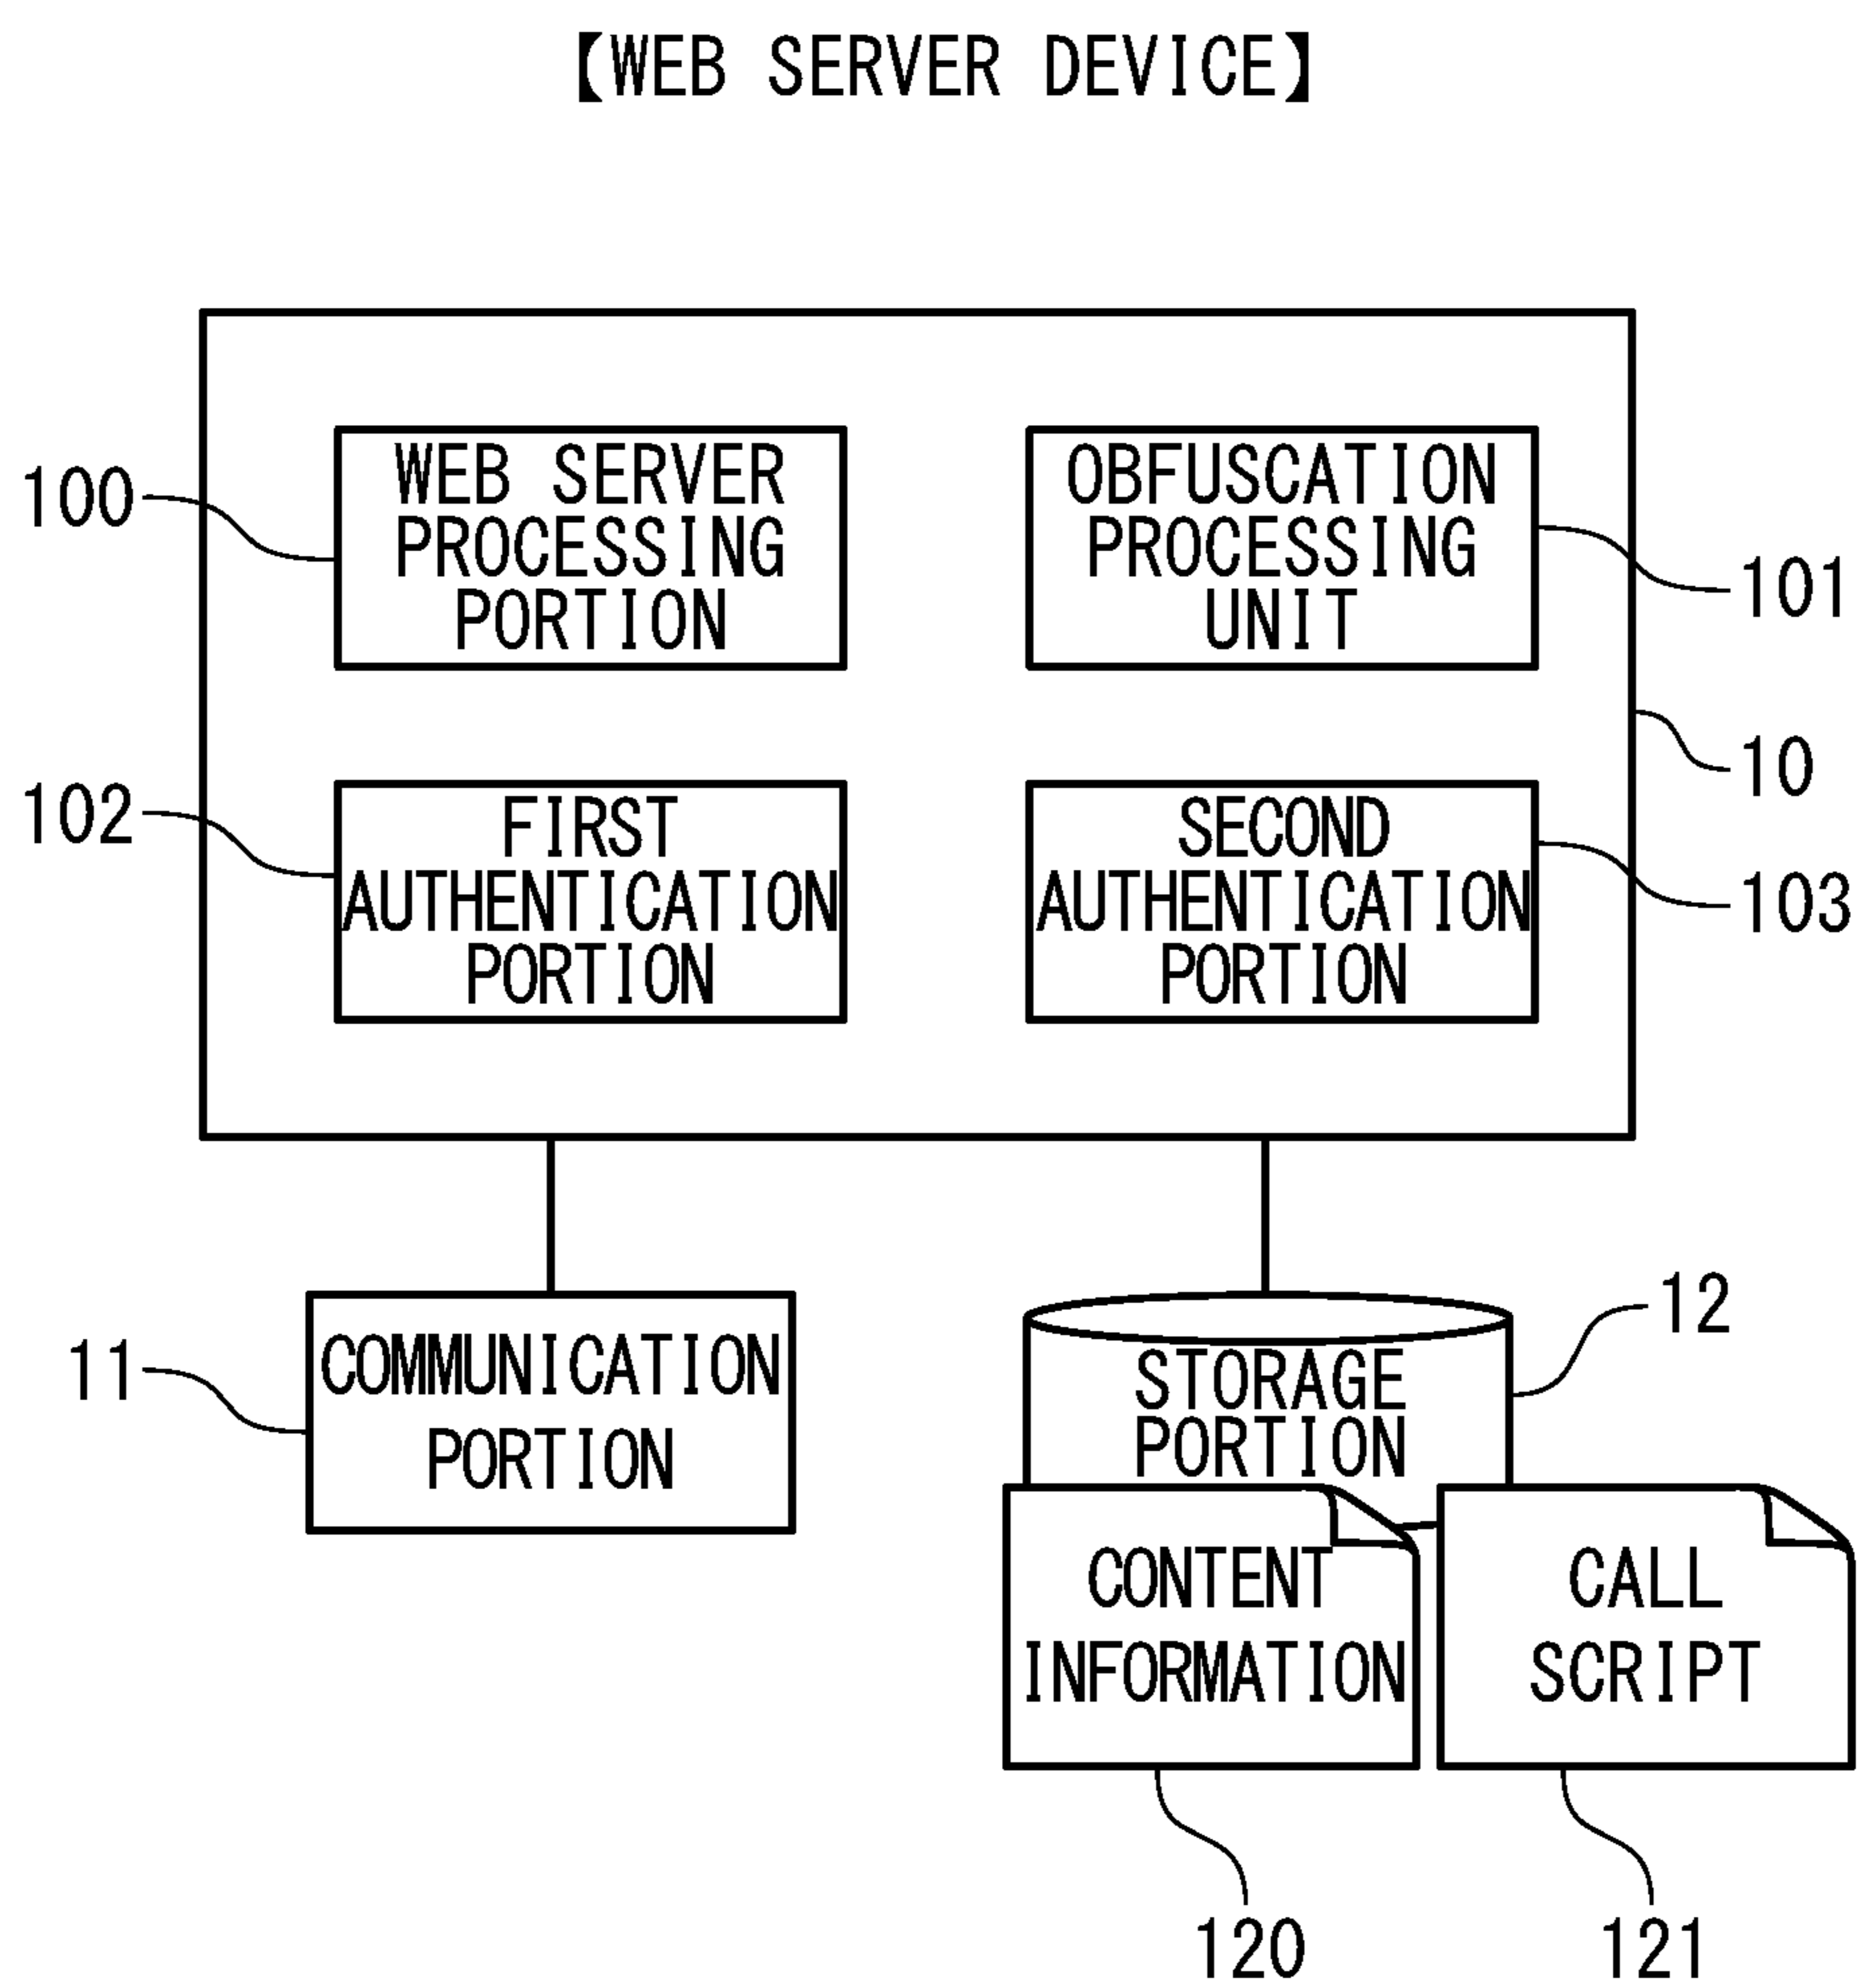 【WEB SERVER DEVICE】
100
WEB SERVER
PROCESSING
PORTION
OBFUSCATION
PROCESSING
UNIT
101
10
102
FIRST
AUTHENTICATION
PORTION
SECOND
AUTHENTICATION
PORTION
103
11
COMMUNICATION
PORTION
12
STORAGE
PORTION
CONTENT
INFORMATION
CALL
SCRIPT
120
121